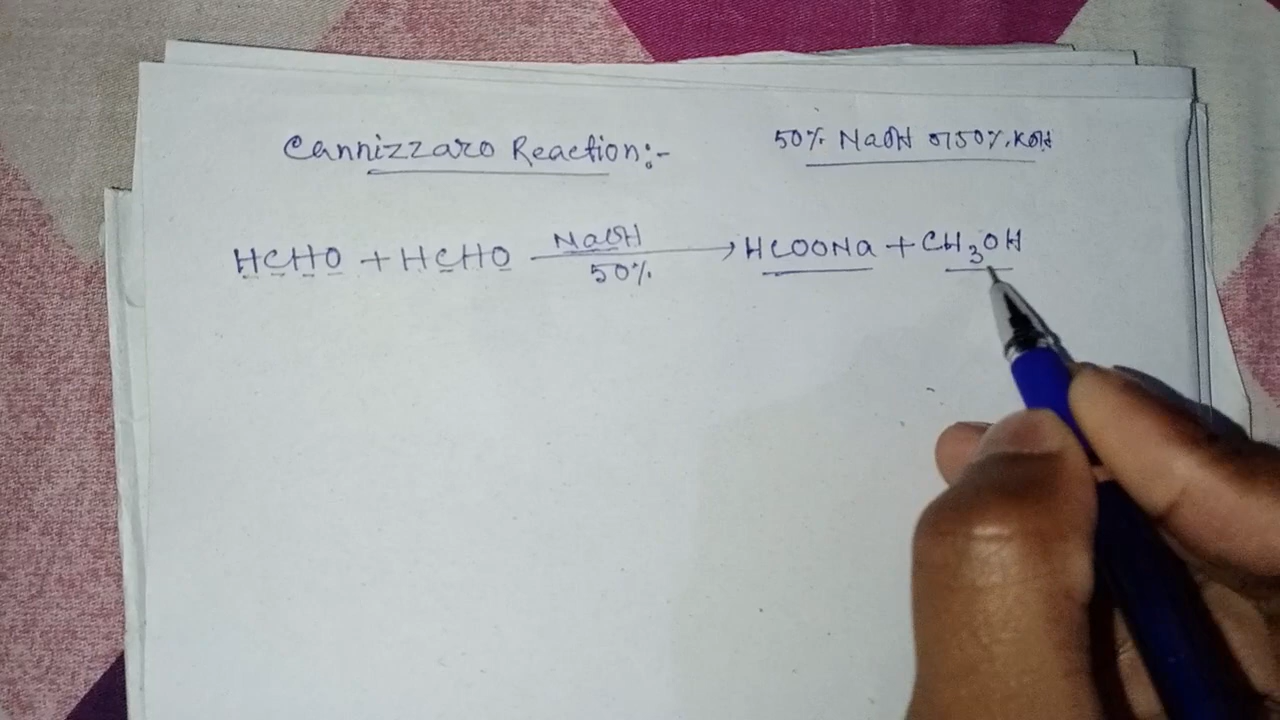 Cannizzaro Reaction:-
50% NaOH or 50% KOH
HCHO + HCHO NaOH 50% → HCOONa + CH3OH